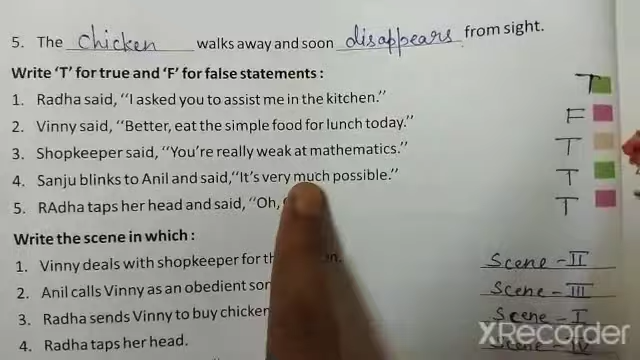 5. The chicken walks away and soon disappears from sight.
Write 'T' for true and 'F' for false statements :
1. Radha said, "I asked you to assist me in the kitchen." T
2. Vinny said, "Better, eat the simple food for lunch today." F
3. Shopkeeper said, "You're really weak at mathematics." T
4. Sanju blinks to Anil and said,"It's very much possible." T
5. RAdha taps her head and said, "Oh, T
Write the scene in which :
1. Vinny deals with shopkeeper for Scene - II
2. Anil calls Vinny as an obedient son Scene - III
3. Radha sends Vinny to buy chicken Scene - I
4. Radha taps her head. Scene - IV
XRecorder